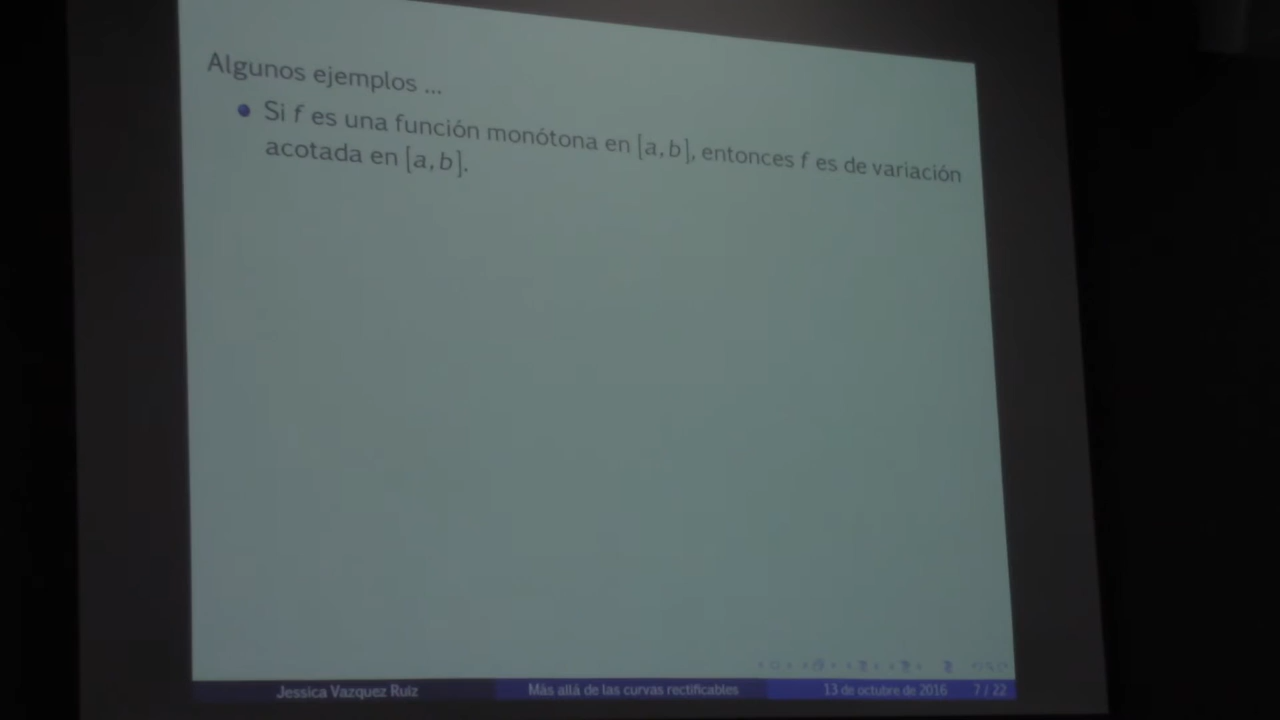 Algunos ejemplos ...
Si f es una función monótona en [a, b], entonces f es de variación
acotada en [a, b].
Jessica Vazquez Ruiz
Más allá de las curvas rectificables
13 de octubre de 2016
7 / 22